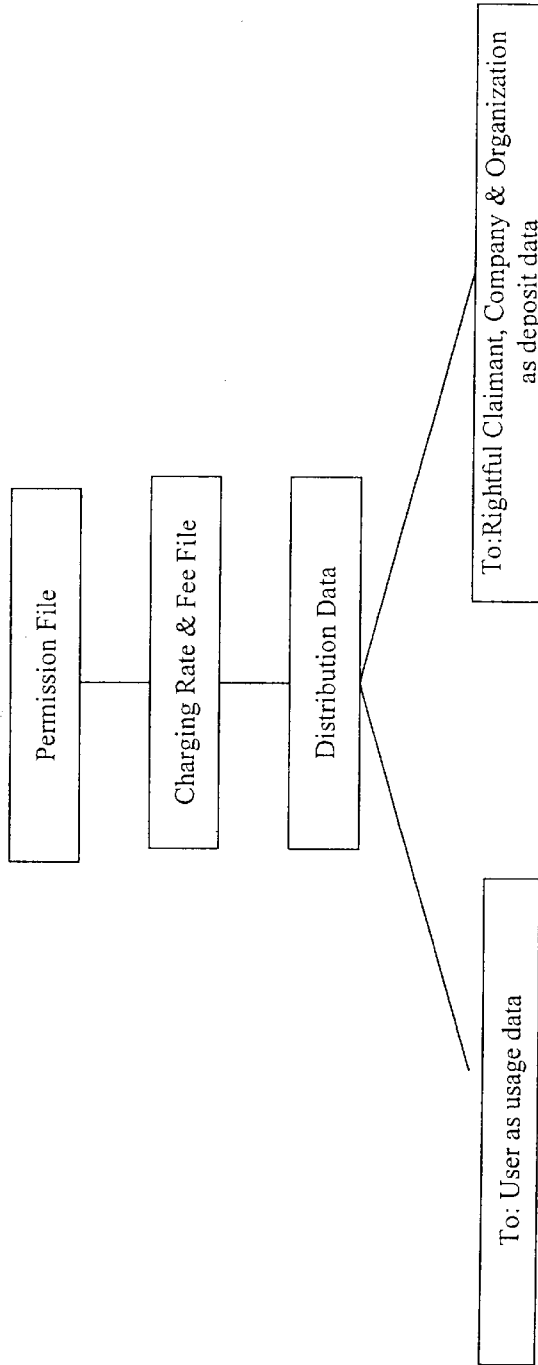 Permission File
Charging Rate & Fee File
Distribution Data
To: User as usage data
To:Rightful Claimant, Company & Organization
as deposit data